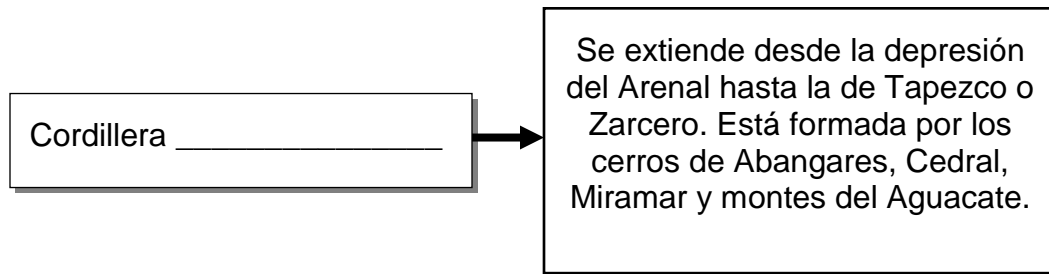 Cordillera _______________
Se extiende desde la depresión
del Arenal hasta la de Tapezco o
Zarcero. Está formada por los
cerros de Abangares, Cedral,
Miramar y montes del Aguacate.